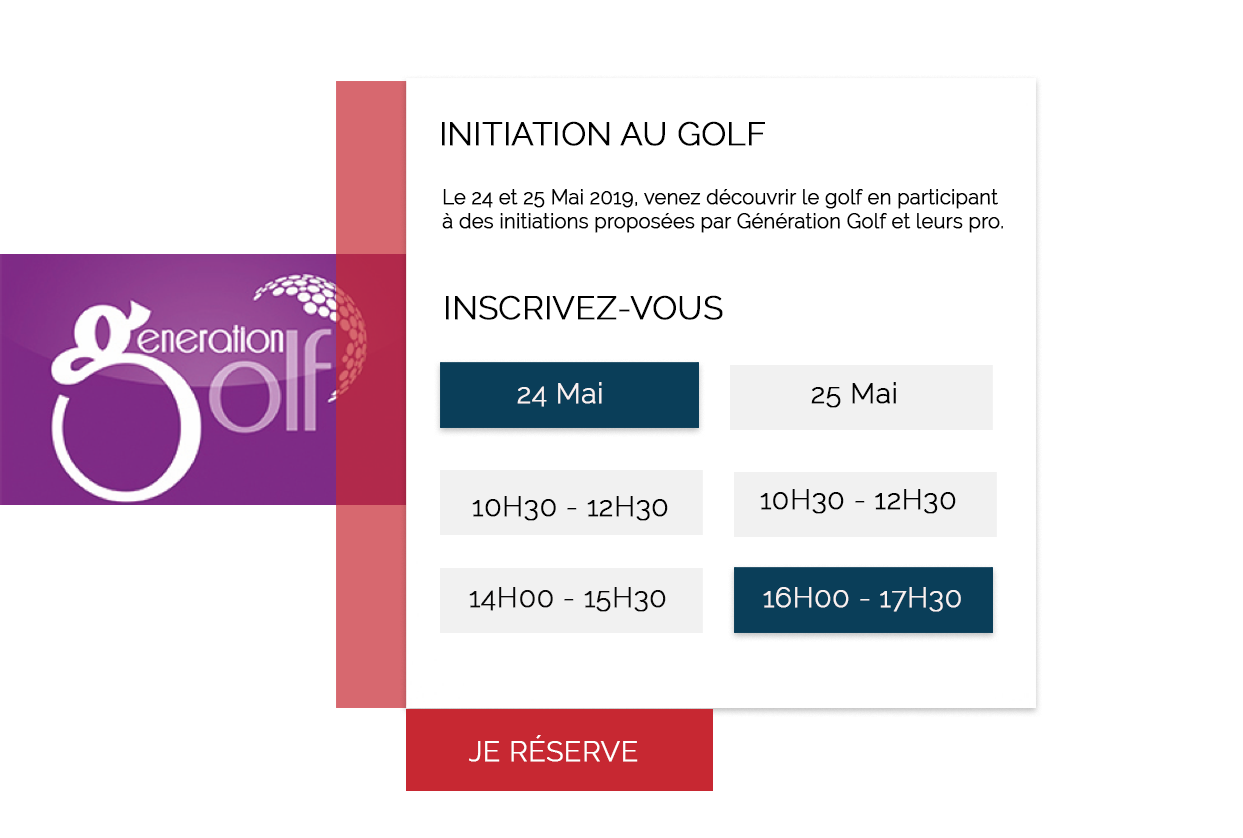 INITIATION AU GOLF
Le 24 et 25 Mai 2019, venez découvrir le golf en participant
à des initiations proposées par Génération Golf et leurs pro.
generation
golf
INSCRIVEZ-VOUS
24 Mai
25 Mai
10H30 - 12H30
10H30 - 12H30
14H00 - 15H30
16H00 - 17H30
JE RÉSERVE